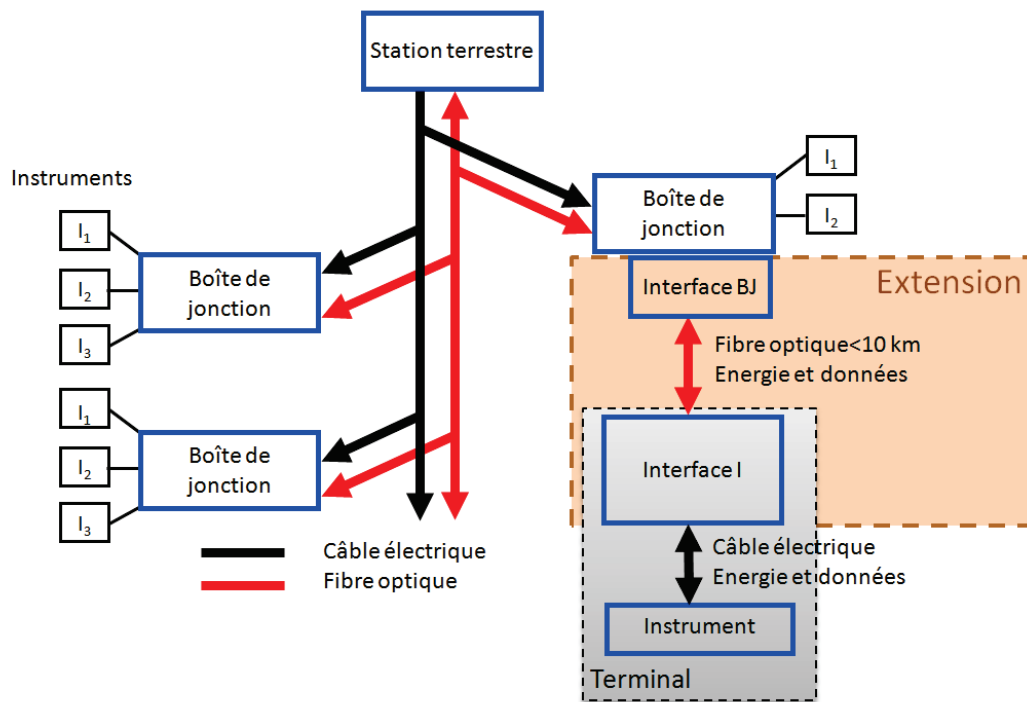 Station terrestre
Instruments
I₁
I₂
I₃
Boîte de
jonction
I₁
I₂
I₃
Boîte de
jonction
Câble électrique
Fibre optique
Boîte de
jonction
I₁
I₂
Extension
Interface BJ
Fibre optique<10 km
Energie et données
Interface I
Câble électrique
Energie et données
Instrument
Terminal